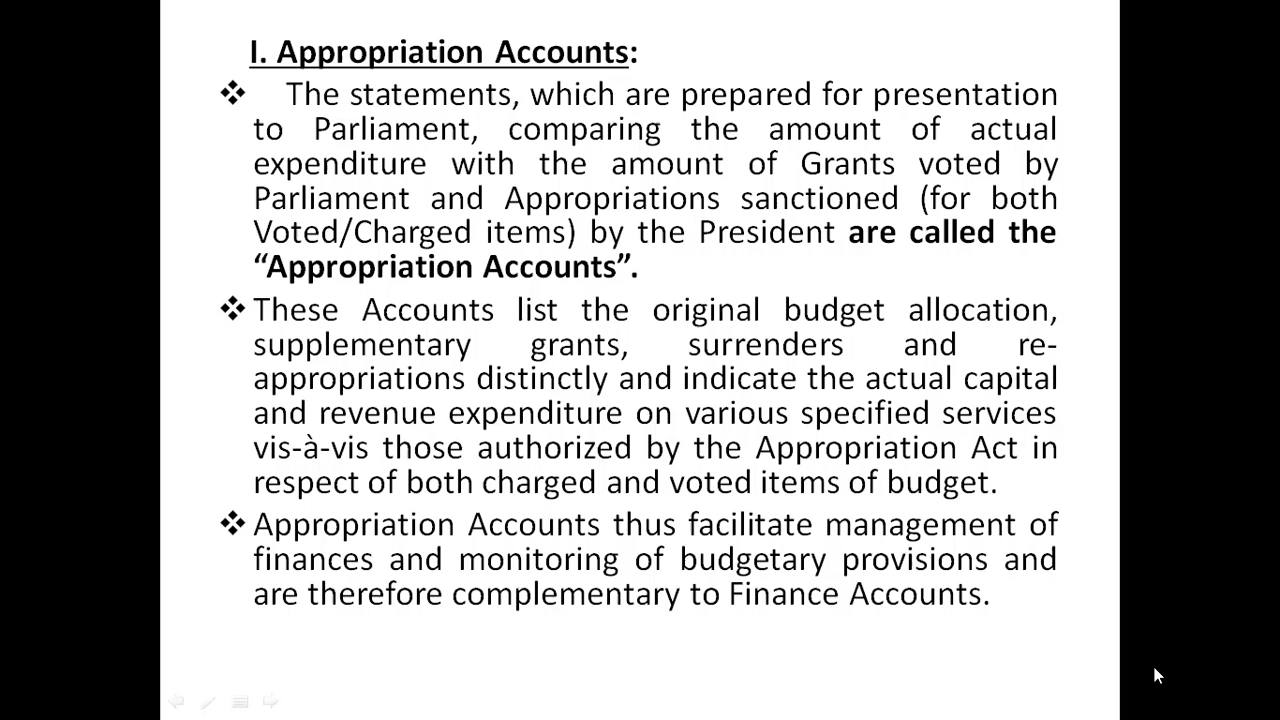 I. Appropriation Accounts:
❖ The statements, which are prepared for presentation
to Parliament, comparing the amount of actual
expenditure with the amount of Grants voted by
Parliament and Appropriations sanctioned (for both
Voted/Charged items) by the President are called the
“Appropriation Accounts”.
❖ These Accounts list the original budget allocation,
supplementary grants, surrenders and re-
appropriations distinctly and indicate the actual capital
and revenue expenditure on various specified services
vis-à-vis those authorized by the Appropriation Act in
respect of both charged and voted items of budget.
❖ Appropriation Accounts thus facilitate management of
finances and monitoring of budgetary provisions and
are therefore complementary to Finance Accounts.